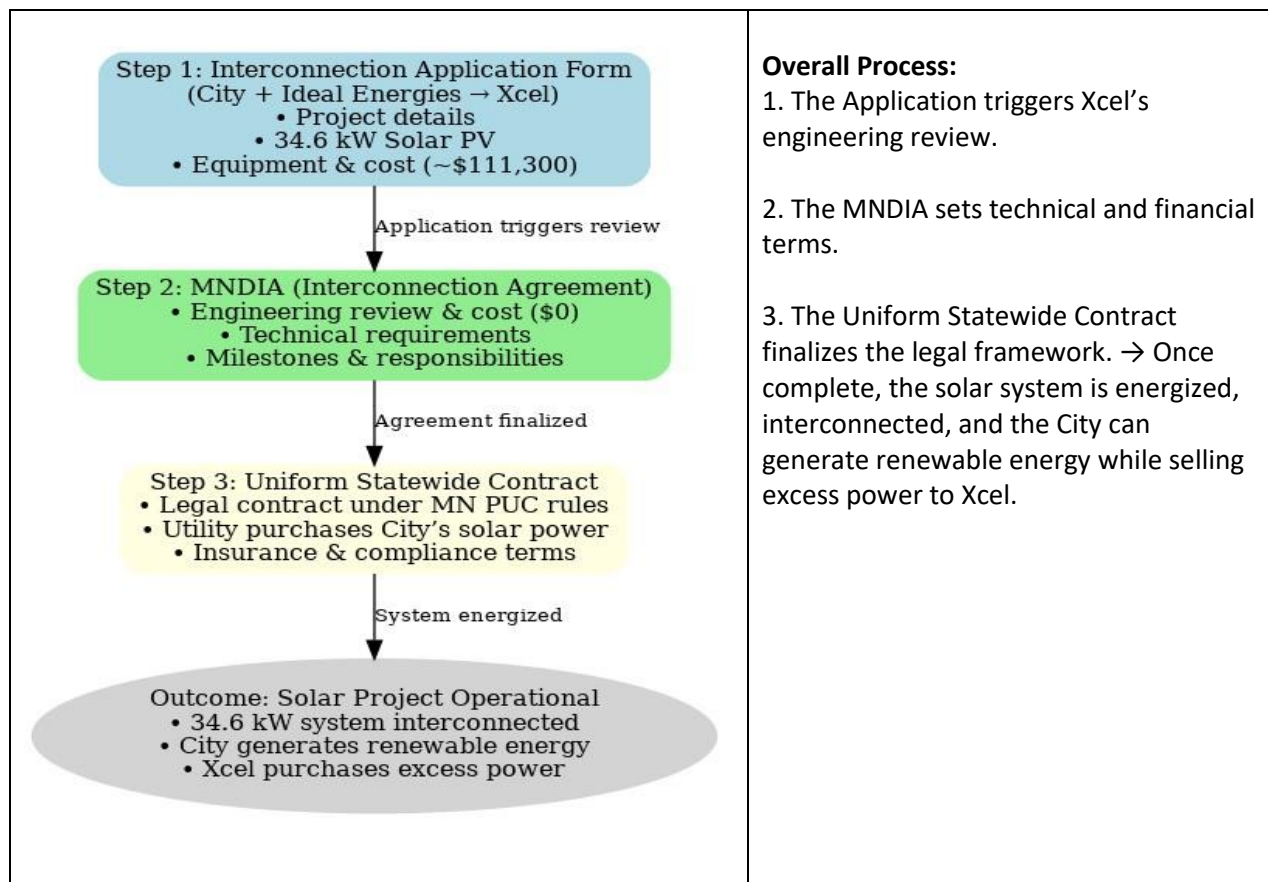 Step 1: Interconnection Application Form
(City + Ideal Energies → Xcel)
• Project details
• 34.6 kW Solar PV
• Equipment & cost (~$111,300)
Application triggers review
Step 2: MNDIA (Interconnection Agreement)
• Engineering review & cost ($0)
• Technical requirements
• Milestones & responsibilities
Agreement finalized
Step 3: Uniform Statewide Contract
• Legal contract under MN PUC rules
• Utility purchases City’s solar power
• Insurance & compliance terms
System energized
Outcome: Solar Project Operational
• 34.6 kW system interconnected
• City generates renewable energy
• Xcel purchases excess power
Overall Process:
1. The Application triggers Xcel’s
engineering review.
2. The MNDIA sets technical and financial
terms.
3. The Uniform Statewide Contract
finalizes the legal framework. → Once
complete, the solar system is energized,
interconnected, and the City can
generate renewable energy while selling
excess power to Xcel.